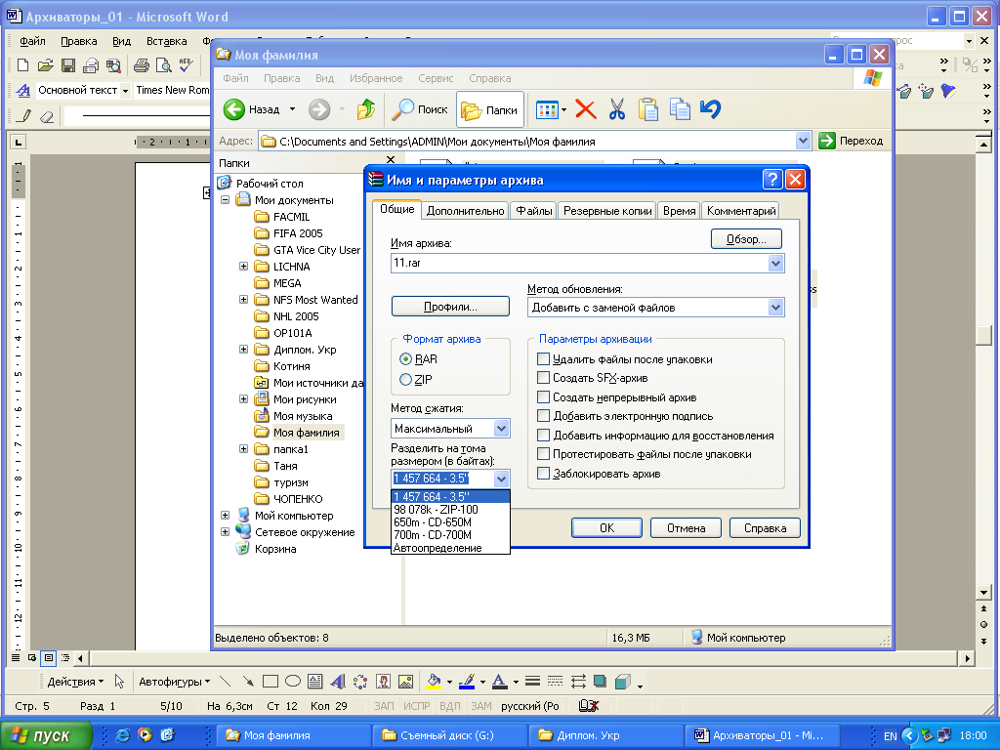 Архиваторы_01 - Microsoft Word
Файл Правка Вид Вставка
Основной текст Times New Rom
Моя фамилия
Файл Правка Вид Избранное Сервис Справка
Назад Поиск Папки
Адрес: C:\Documents and Settings\ADMIN\Мои документы\Моя фамилия Переход
Папки
Рабочий стол
Мои документы
FACMIL
FIFA 2005
GTA Vice City User
LICHNA
MEGA
NFS Most Wanted
NHL 2005
OP101A
Диплом. Укр
Котиня
Мои источники да
Мои рисунки
Моя музыка
Моя фамилия
папка1
Таня
туризм
ЧОПЕНКО
Мой компьютер
Сетевое окружение
Корзина
Имя и параметры архива
Общие Дополнительно Файлы Резервные копии Время Комментарий
Имя архива:
Обзор...
11.rar
Профили...
Метод обновления:
Добавить с заменой файлов
Формат архива
RAR
ZIP
Метод сжатия:
Максимальный
Разделить на тома
размером (в байтах):
1 457 664 - 3.5"
1 457 664 - 3.5"
98 078k - ZIP-100
650m - CD-650M
700m - CD-700M
Автоопределение
Параметры архивации
Удалить файлы после упаковки
Создать SFX-архив
Создать непрерывный архив
Добавить электронную подпись
Добавить информацию для восстановления
Протестировать файлы после упаковки
Заблокировать архив
OK Отмена Справка
Выделено объектов: 8 16,3 МБ Мой компьютер
Действия Автофигуры
Стр. 5 Разд 1 5/10 На 6,3см Ст 12 Кол 29 ЗАП ИСПР ВДЛ ЗАМ русский (Ро
пуск Моя фамилия Съемный диск (G:) Диплом. Укр Архиваторы_01 - Mi... EN 18:00